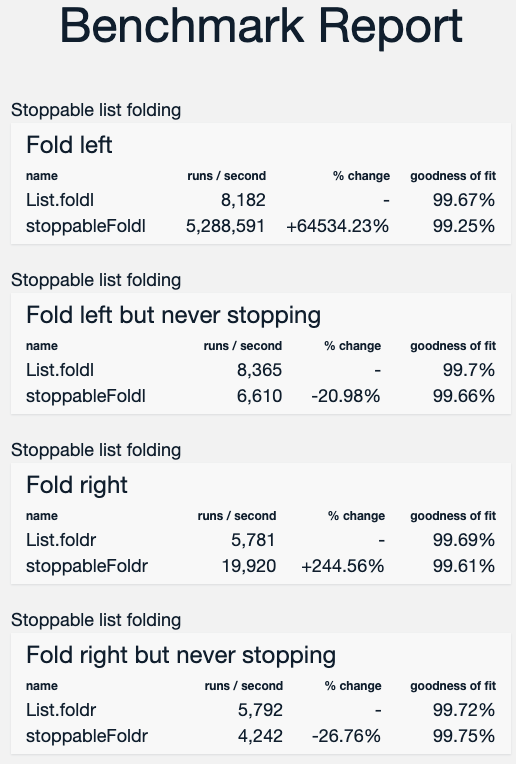 Benchmark Report
Stoppable list folding
Fold left
name runs / second % change goodness of fit
List.foldl 8,182 - 99.67%
stoppableFoldl 5,288,591 +64534.23% 99.25%
Stoppable list folding
Fold left but never stopping
name runs / second % change goodness of fit
List.foldl 8,365 - 99.7%
stoppableFoldl 6,610 -20.98% 99.66%
Stoppable list folding
Fold right
name runs / second % change goodness of fit
List.foldr 5,781 - 99.69%
stoppableFoldr 19,920 +244.56% 99.61%
Stoppable list folding
Fold right but never stopping
name runs / second % change goodness of fit
List.foldr 5,792 - 99.72%
stoppableFoldr 4,242 -26.76% 99.75%